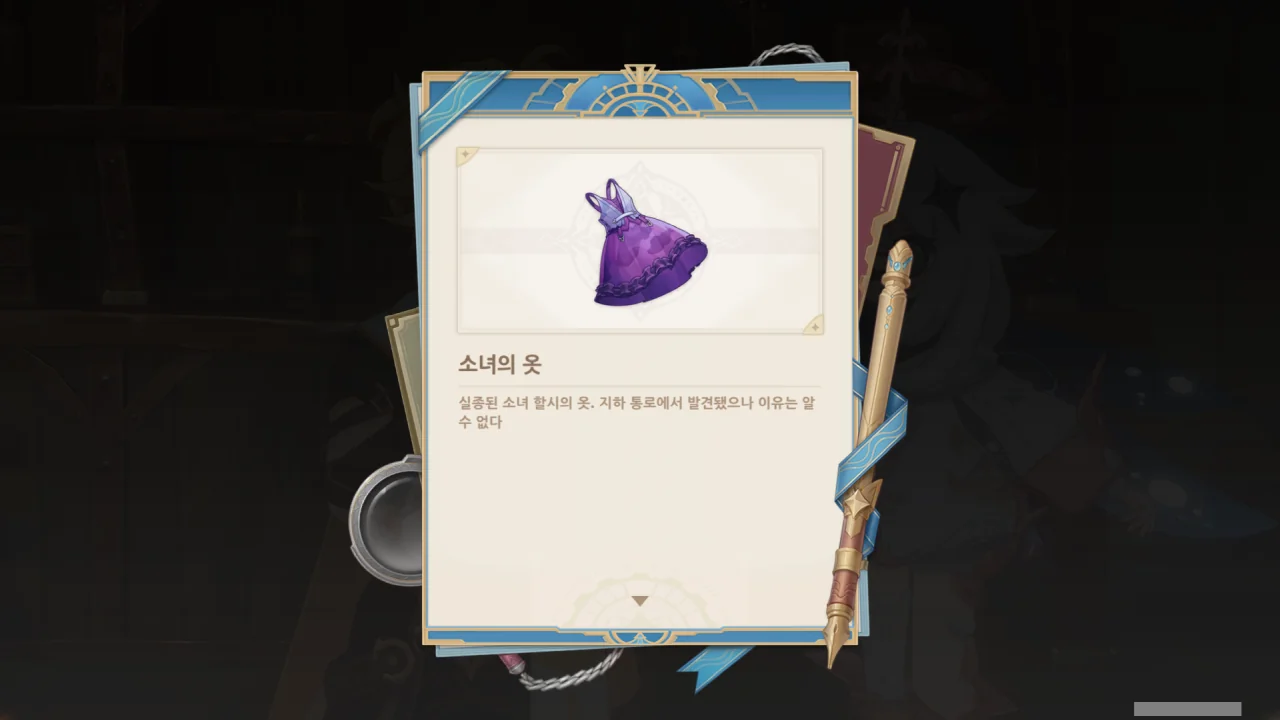 소녀의 옷
실종된 소녀 할시의 옷. 지하 통로에서 발견됐으나 이유는 알
수 없다